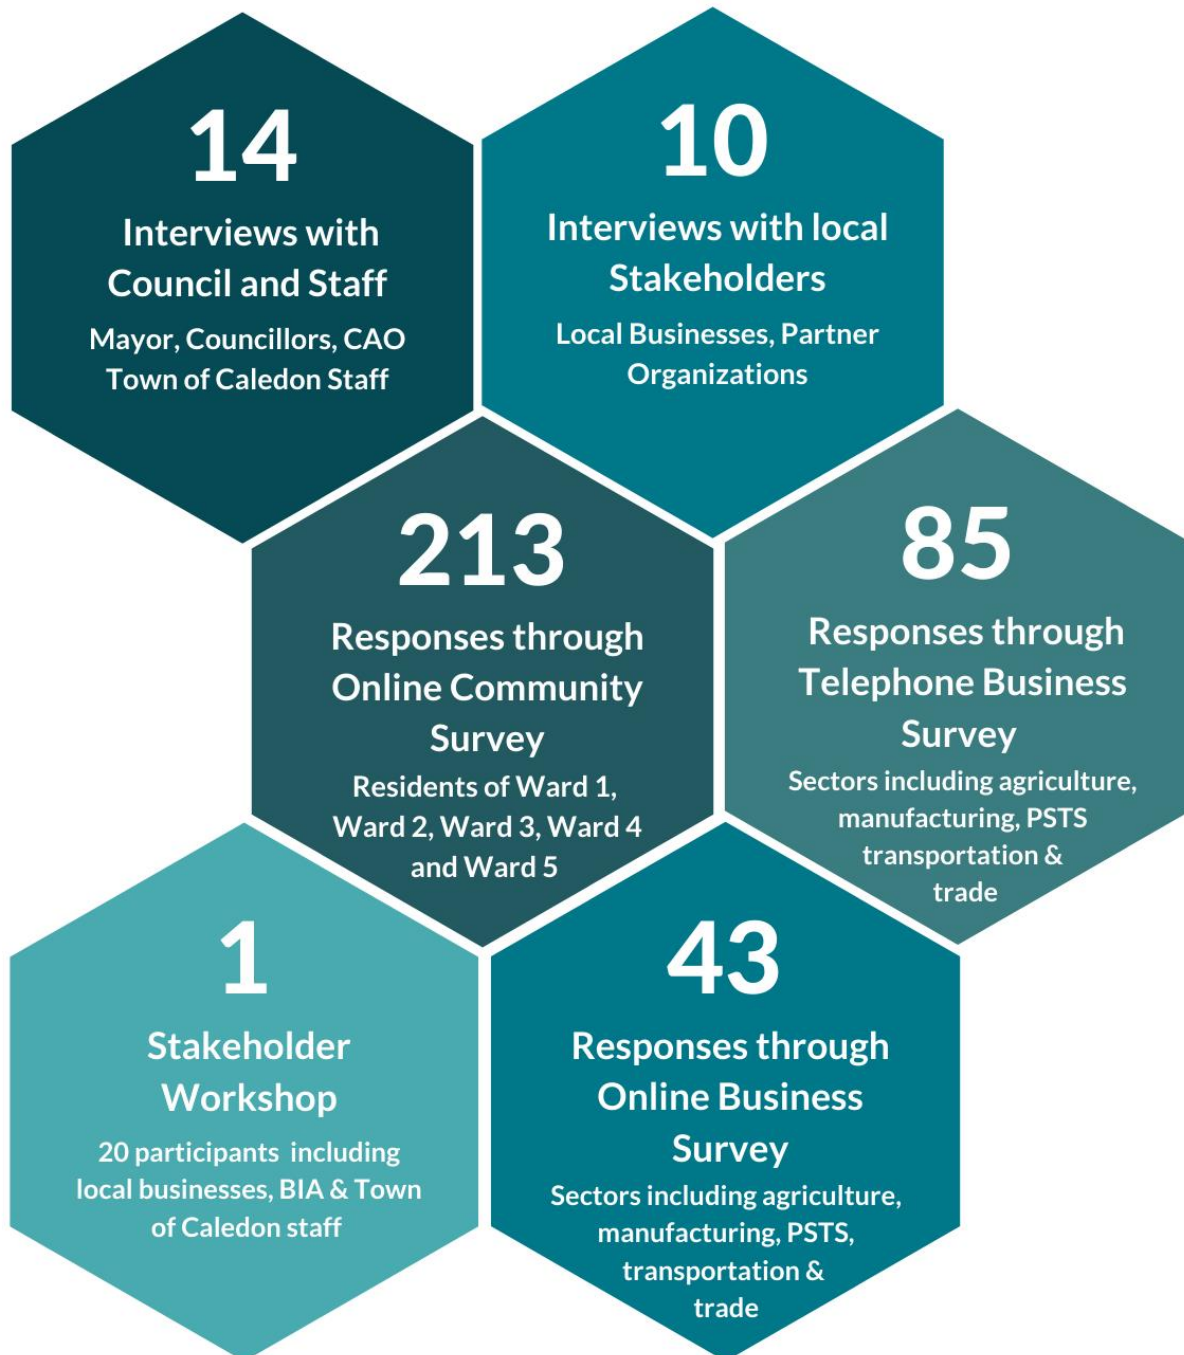 14
Interviews with
Council and Staff
Mayor, Councillors, CAO
Town of Caledon Staff
10
Interviews with local
Stakeholders
Local Businesses, Partner
Organizations
213
Responses through
Online Community
Survey
Residents of Ward 1,
Ward 2, Ward 3, Ward 4
and Ward 5
85
Responses through
Telephone Business
Survey
Sectors including agriculture,
manufacturing, PSTS
transportation &
trade
1
Stakeholder
Workshop
20 participants including
local businesses, BIA & Town
of Caledon staff
43
Responses through
Online Business
Survey
Sectors including agriculture,
manufacturing, PSTS,
transportation &
trade